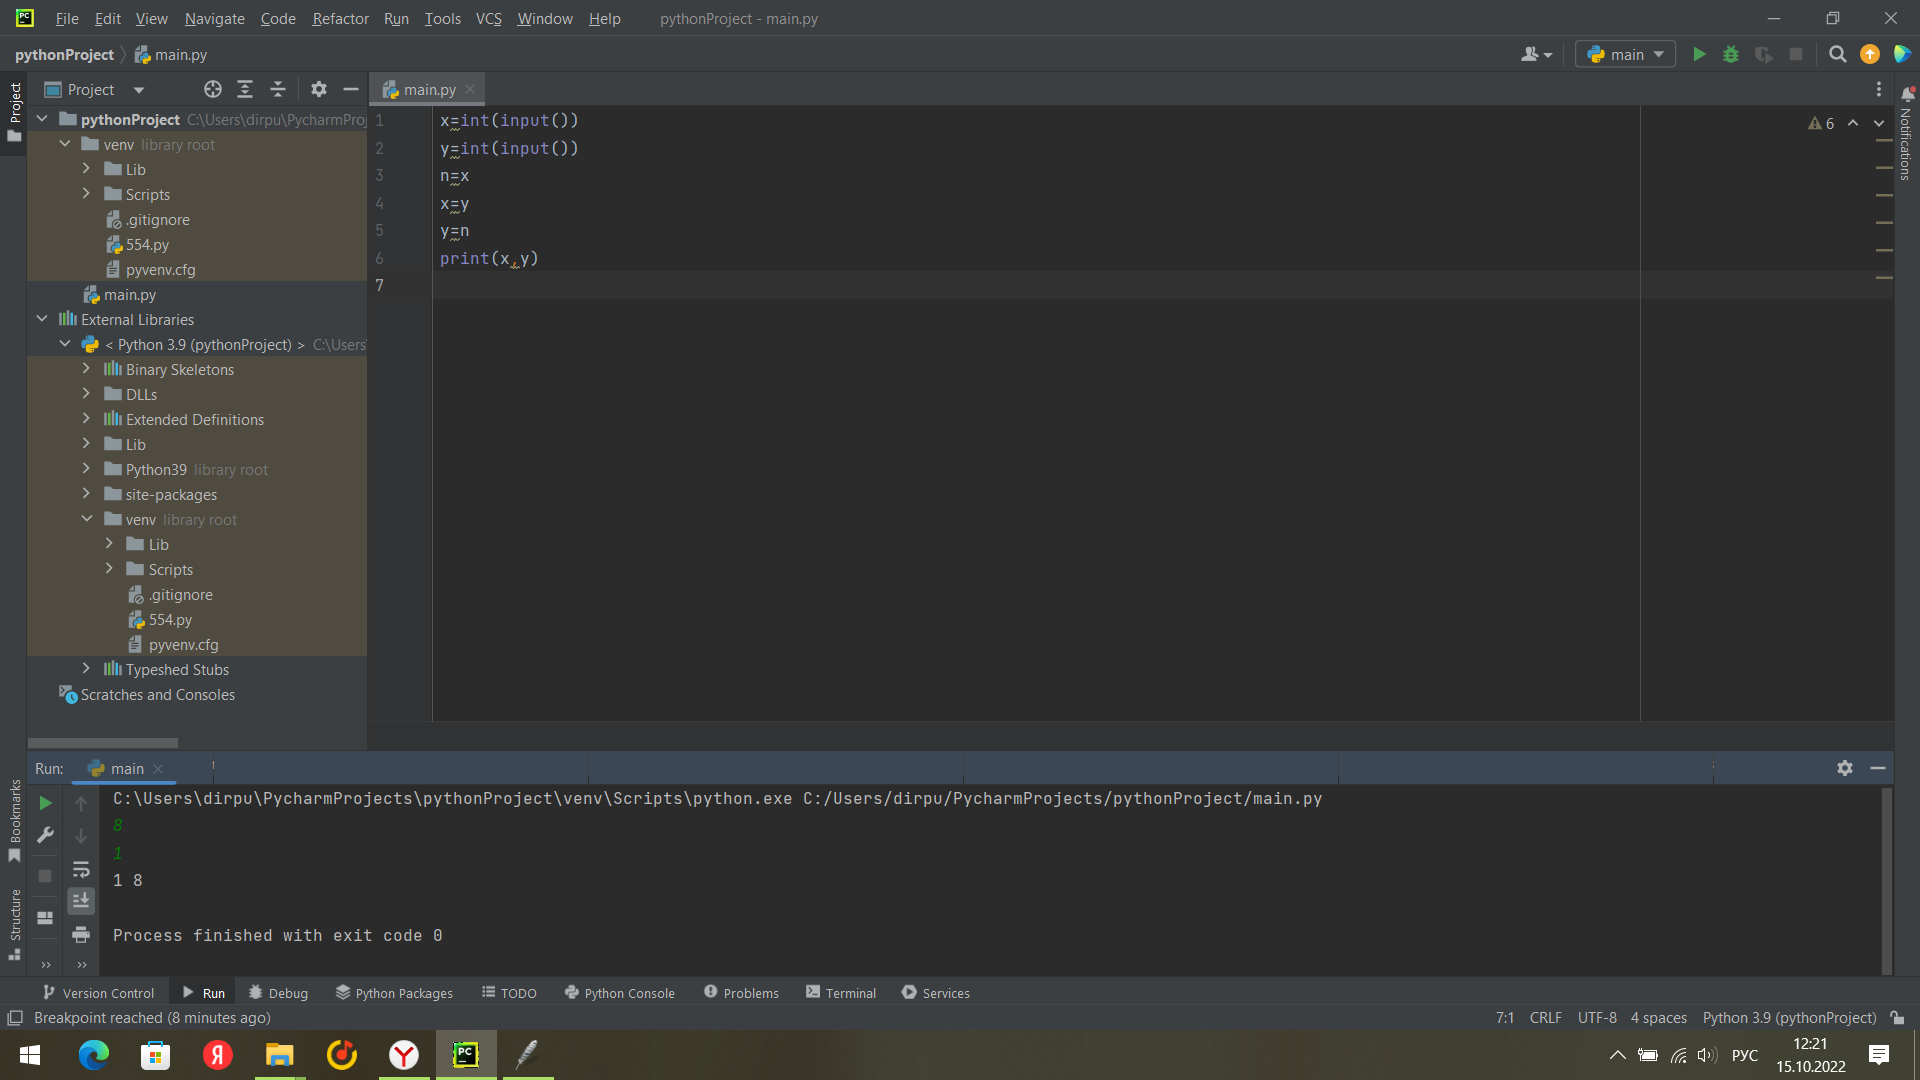 File Edit View Navigate Code Refactor Run Tools VCS Window Help pythonProject - main.py
pythonProject main.py
main
Project
main.py
Project
Notifications
pythonProject C:\Users\dirpu\PycharmProj
venv library root
Lib
Scripts
.gitignore
554.py
pyvenv.cfg
main.py
External Libraries
< Python 3.9 (pythonProject) > C:\Users
Binary Skeletons
DLLs
Extended Definitions
Lib
Python39 library root
site-packages
venv library root
Lib
Scripts
.gitignore
554.py
pyvenv.cfg
Typeshed Stubs
Scratches and Consoles
1 x=int(input())
2 y=int(input())
3 n=x
4 x=y
5 y=n
6 print(x,y)
7
6
Run: main
C:\Users\dirpu\PycharmProjects\pythonProject\venv\Scripts\python.exe C:/Users/dirpu/PycharmProjects/pythonProject/main.py
8
1
1 8
Process finished with exit code 0
Bookmarks
Structure
Version Control Run Debug Python Packages TODO Python Console Problems Terminal Services
Breakpoint reached (8 minutes ago) 7:1 CRLF UTF-8 4 spaces Python 3.9 (pythonProject)
РУС 12:21
15.10.2022